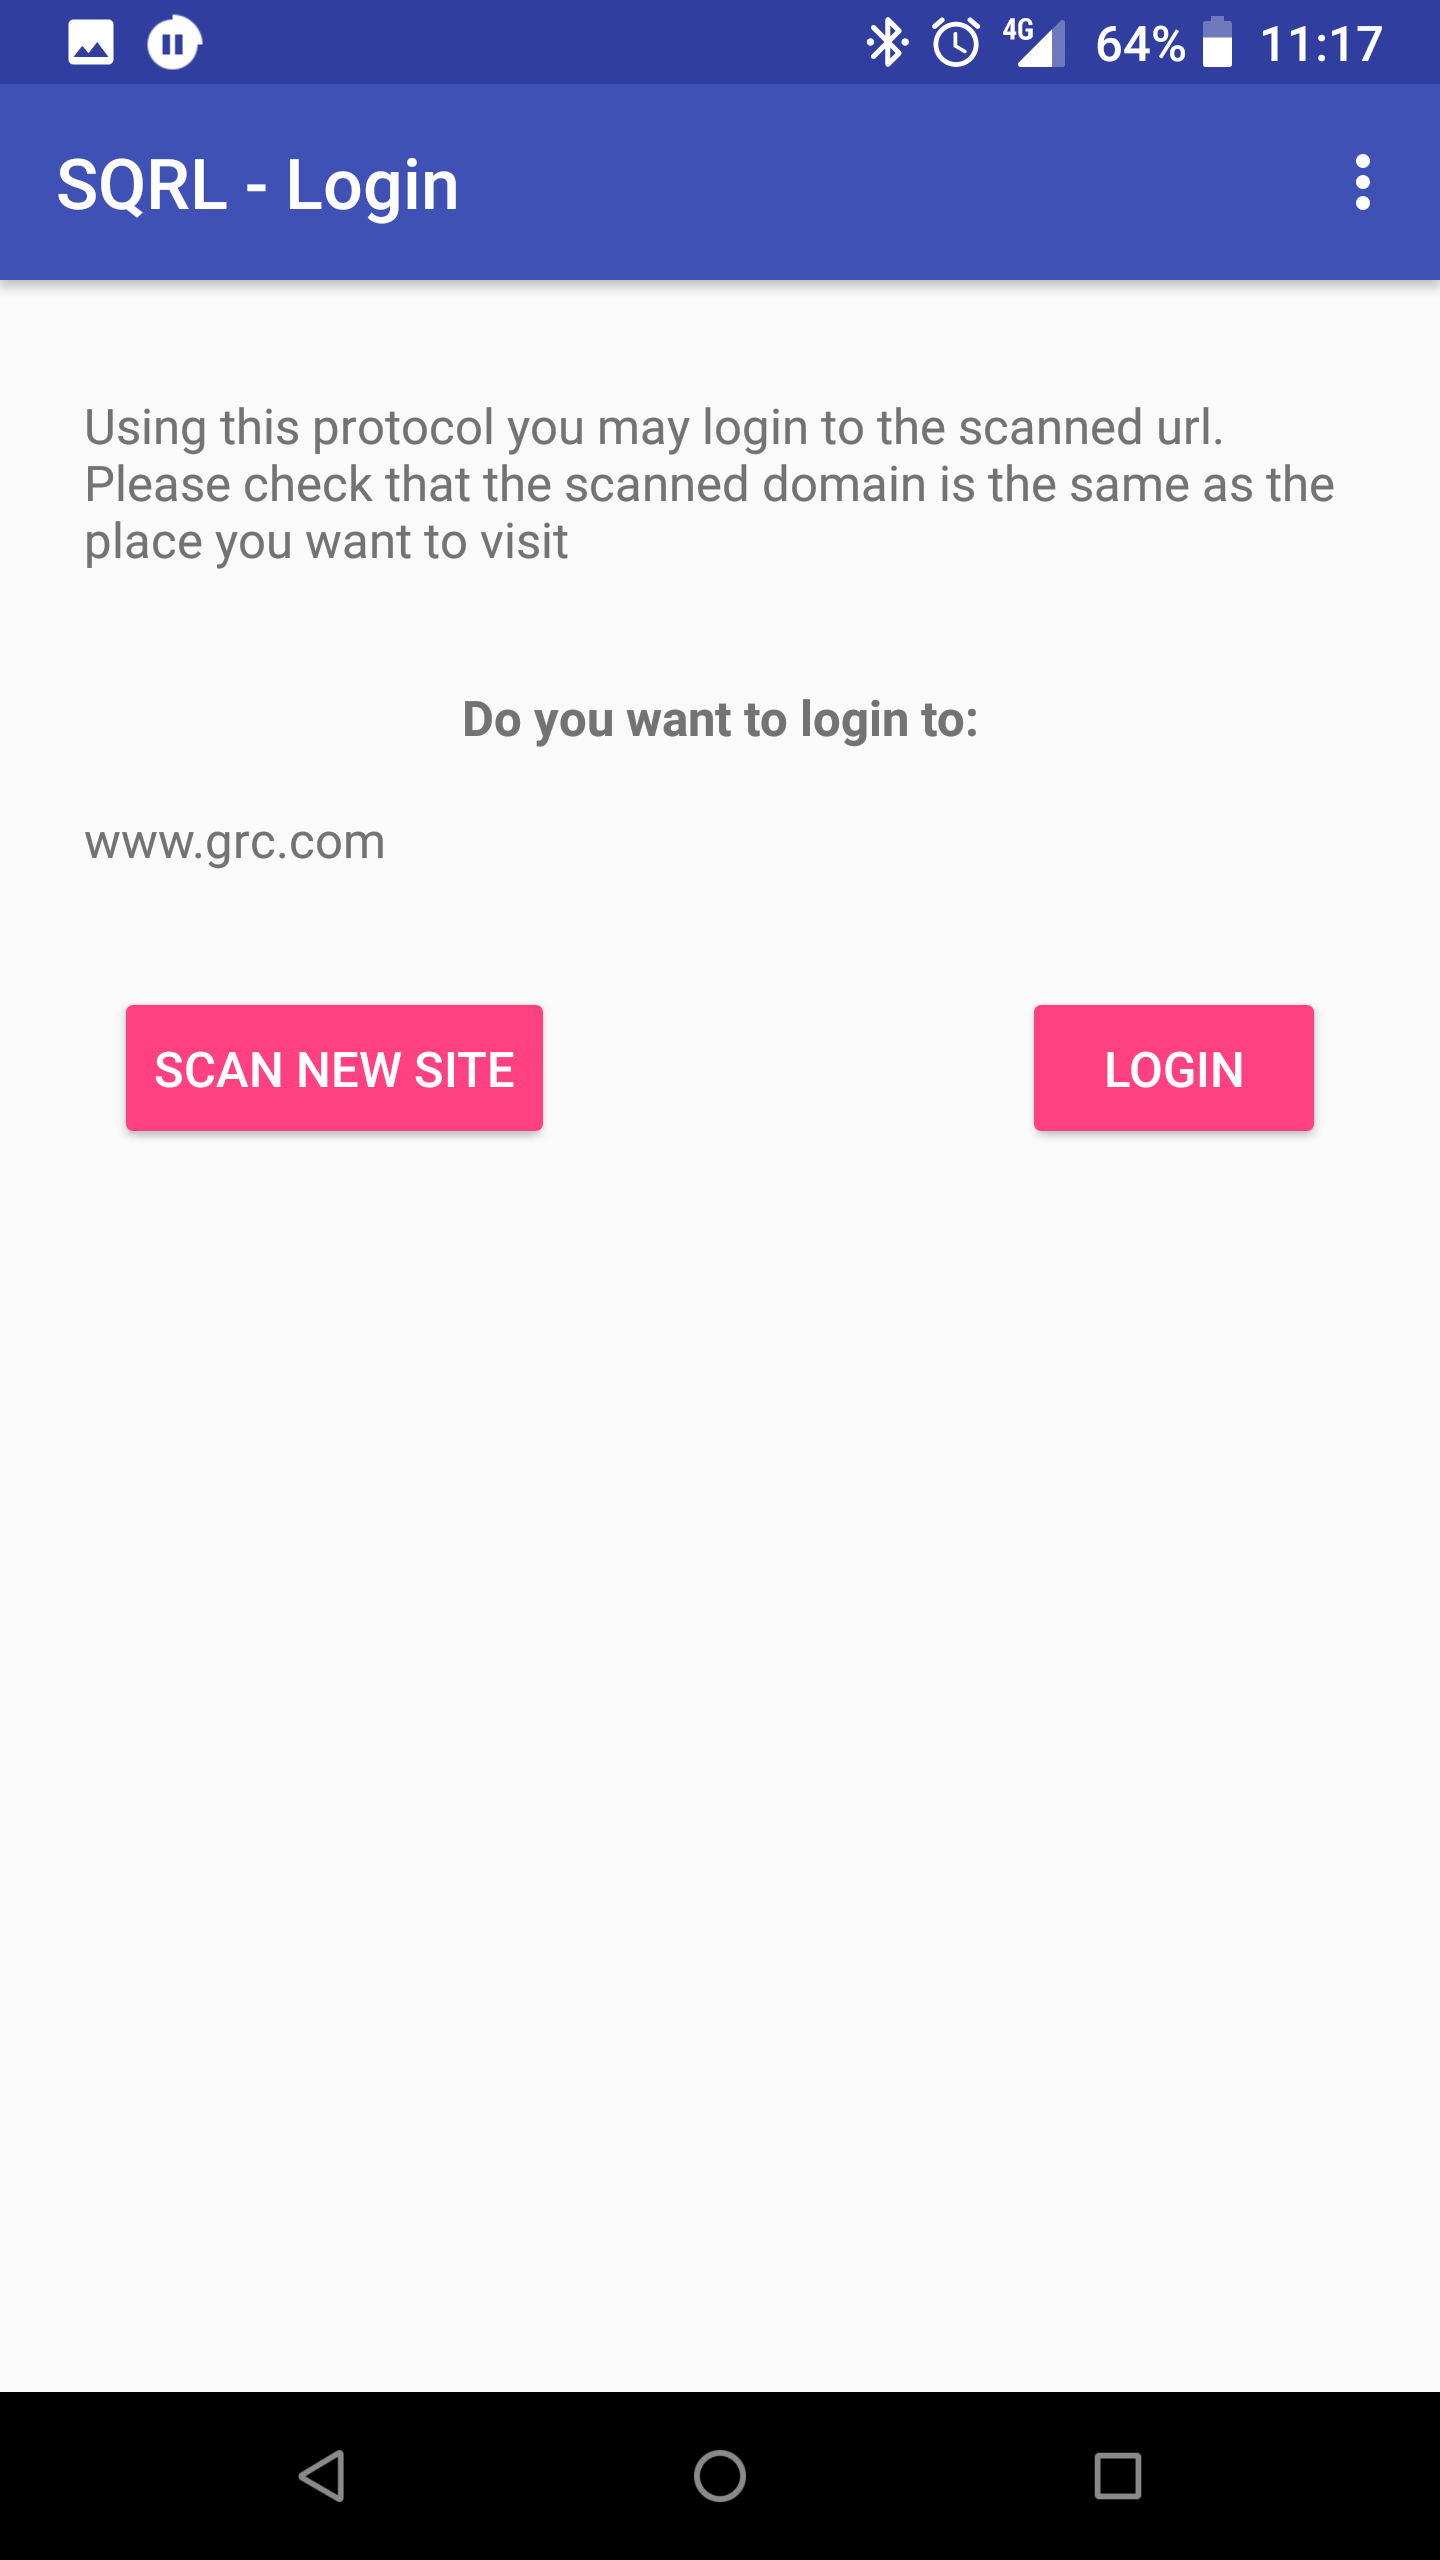 4G 64% 11:17
SQRL - Login
Using this protocol you may login to the scanned url.
Please check that the scanned domain is the same as the
place you want to visit
Do you want to login to:
www.grc.com
SCAN NEW SITE LOGIN